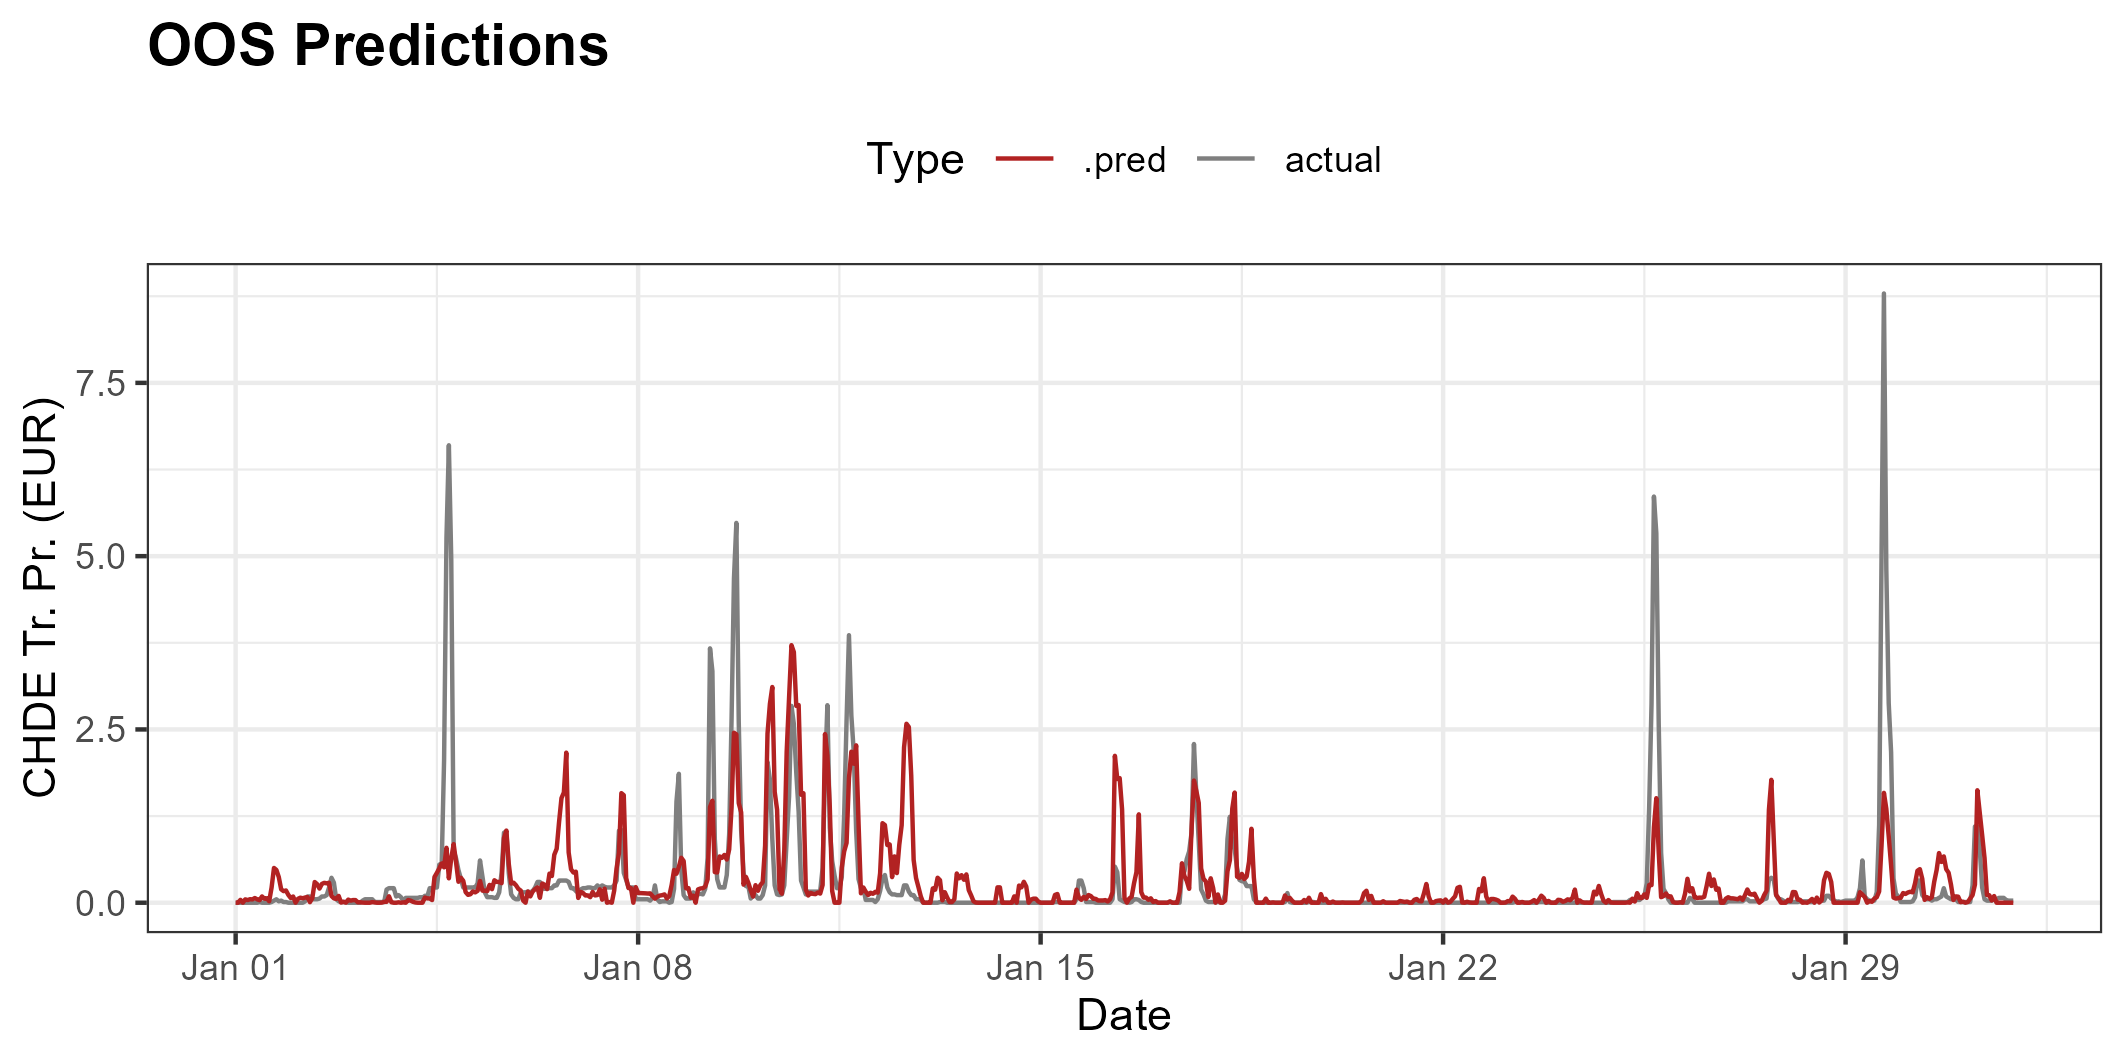 OOS Predictions
Type .pred actual
CHDE Tr. Pr. (EUR)
7.5
5.0
2.5
0.0
Jan 01 Jan 08 Jan 15 Jan 22 Jan 29
Date